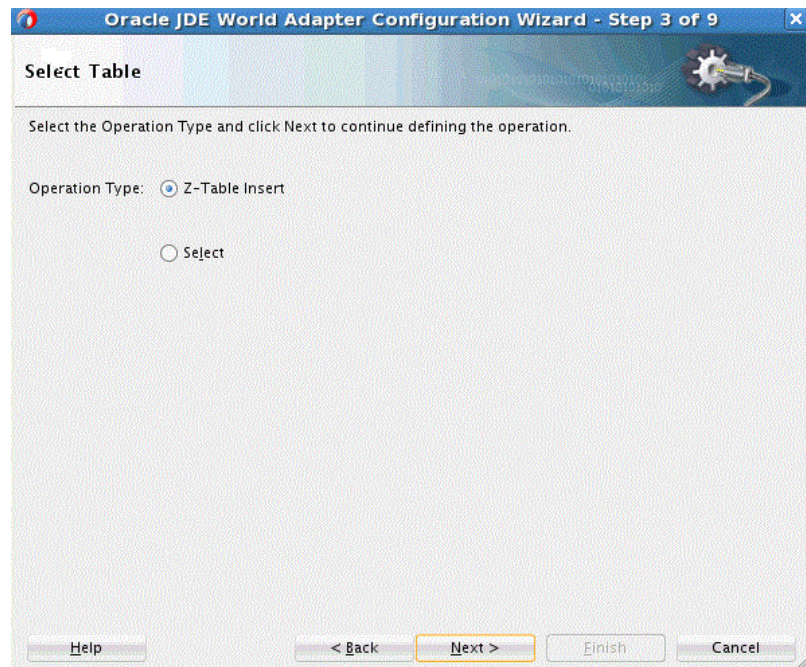 Oracle JDE World Adapter Configuration Wizard - Step 3 of 9
Select Table
Select the Operation Type and click Next to continue defining the operation.
Operation Type: Z-Table Insert
Select
Help < Back Next > Finish Cancel